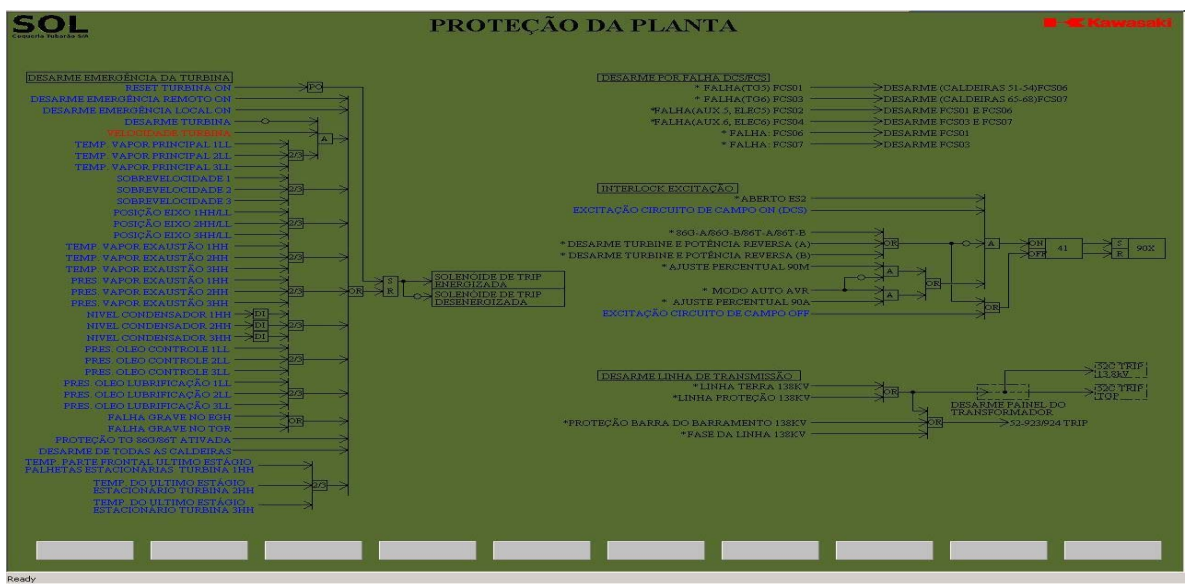 SOL
Coqueria Tubarão S/A
PROTEÇÃO DA PLANTA
Kawasaki
DESARME EMERGÊNCIA DA TURBINA
RESET TURBINA ON
PO
DESARME EMERGÊNCIA REMOTO ON
DESARME EMERGÊNCIA LOCAL ON
DESARME TURBINA
VELOCIDADE TURBINA
A
TEMP. VAPOR PRINCIPAL 1LL
TEMP. VAPOR PRINCIPAL 2LL
2/3
TEMP. VAPOR PRINCIPAL 3LL
SOBREVELOCIDADE 1
SOBREVELOCIDADE 2
2/3
SOBREVELOCIDADE 3
POSIÇÃO EIXO 1HH/LL
POSIÇÃO EIXO 2HH/LL
2/3
POSIÇÃO EIXO 3HH/LL
TEMP. VAPOR EXAUSTÃO 1HH
TEMP. VAPOR EXAUSTÃO 2HH
2/3
TEMP. VAPOR EXAUSTÃO 3HH
PRES. VAPOR EXAUSTÃO 1HH
PRES. VAPOR EXAUSTÃO 2HH
2/3
PRES. VAPOR EXAUSTÃO 3HH
NIVEL CONDENSADOR 1HH
DI
NIVEL CONDENSADOR 2HH
DI
2/3
NIVEL CONDENSADOR 3HH
DI
PRES. OLEO CONTROLE 1LL
PRES. OLEO CONTROLE 2LL
2/3
PRES. OLEO CONTROLE 3LL
PRES. OLEO LUBRIFICAÇÃO 1LL
PRES. OLEO LUBRIFICAÇÃO 2LL
2/3
PRES. OLEO LUBRIFICAÇÃO 3LL
FALHA GRAVE NO EGH
OR
FALHA GRAVE NO TGR
PROTEÇÃO TG 86G/86T ATIVADA
DESARME DE TODAS AS CALDEIRAS
TEMP. PARTE FRONTAL ULTIMO ESTÁGIO
PALHETAS ESTACIONÁRIAS TURBINA 1HH
TEMP. DO ULTIMO ESTÁGIO
ESTACIONÁRIO TURBINA 2HH
2/3
TEMP. DO ULTIMO ESTÁGIO
ESTACIONÁRIO TURBINA 3HH
OR
S
R
SOLENÓIDE DE TRIP
ENERGIZADA
SOLENÓIDE DE TRIP
DESENERGIZADA
DESARME POR FALHA DCS/FCS
* FALHA(TG5) FCS01
DESARME (CALDEIRAS 51-54)FCS06
* FALHA(TG6) FCS03
DESARME (CALDEIRAS 65-68)FCS07
*FALHA(AUX 5, ELEC5) FCS02
DESARME FCS01 E FCS06
*FALHA(AUX 6, ELEC6) FCS04
DESARME FCS03 E FCS07
* FALHA: FCS06
DESARME FCS01
* FALHA: FCS07
DESARME FCS03
INTERLOCK EXCITAÇÃO
*ABERTO ES2
EXCITAÇÃO CIRCUITO DE CAMPO ON (DCS)
*86G-A/86G-B/86T-A/86T-B
* DESARME TURBINE E POTÊNCIA REVERSA (A)
OR
A
ON
OFF
41
S
R
90X
* DESARME TURBINE E POTÊNCIA REVERSA (B)
*AJUSTE PERCENTUAL 90M
A
OR
* MODO AUTO AVR
A
* AJUSTE PERCENTUAL 90A
OR
EXCITAÇÃO CIRCUITO DE CAMPO OFF
DESARME LINHA DE TRANSMISSÃO
*LINHA TERRA 138KV
OR
*LINHA PROTEÇÃO 138KV
52C TRIP
13,8kV
52C TRIP
TGP
DESARME PAINEL DO
TRANSFORMADOR
*PROTEÇÃO BARRA DO BARRAMENTO 138KV
OR
52-923/924 TRIP
*FASE DA LINHA 138KV
Ready